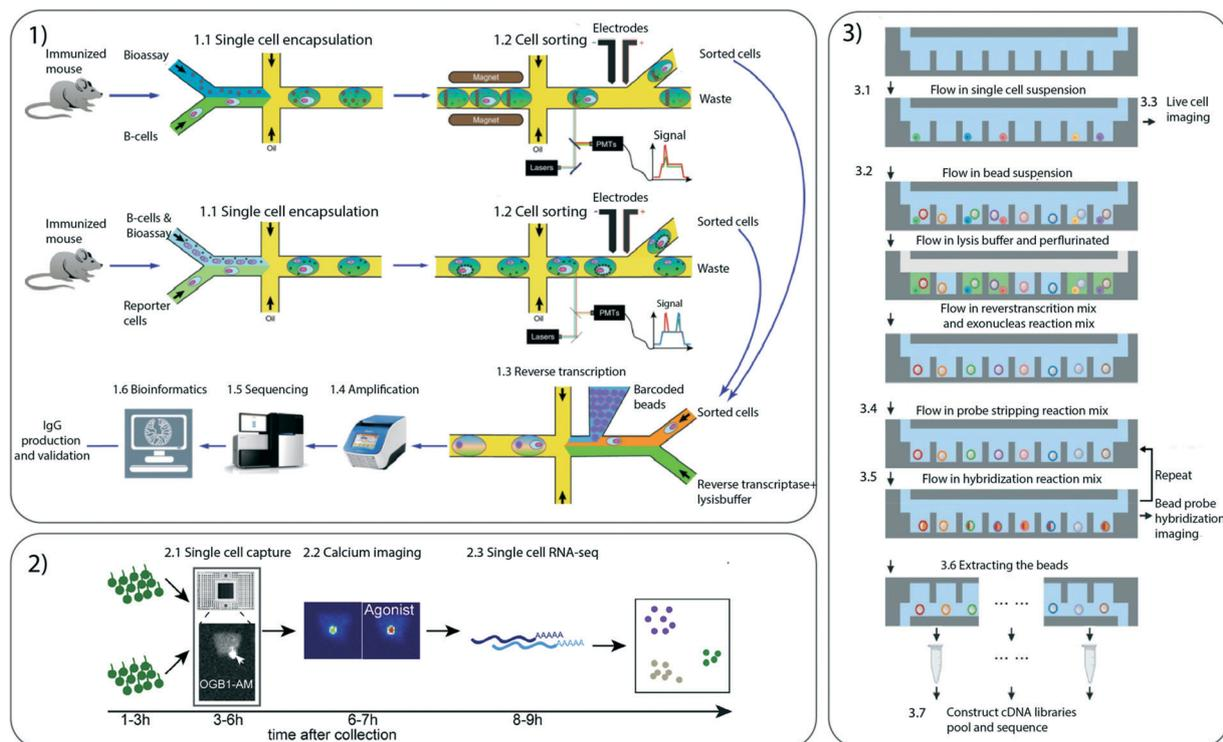 1)
Immunized
mouse
Bioassay
B-cells
1.1 Single cell encapsulation
Oil
1.2 Cell sorting
Magnet
Magnet
Oil
Electrodes
- +
Lasers
PMTs
Signal
Sorted cells
Waste
Immunized
mouse
B-cells &
Bioassay
Reporter
cells
1.1 Single cell encapsulation
Oil
1.2 Cell sorting
Oil
Electrodes
- +
Lasers
PMTs
Signal
Sorted cells
Waste
1.3 Reverse transcription
Barcoded
beads
Sorted cells
Reverse transcriptase+
lysisbuffer
1.4 Amplification
1.5 Sequencing
1.6 Bioinformatics
IgG
production
and validation
2)
2.1 Single cell capture
2.2 Calcium imaging
2.3 Single cell RNA-seq
OGB1-AM
Agonist
AAAAA
AAAAA
1-3h
3-6h
6-7h
8-9h
time after collection
3)
3.1
Flow in single cell suspension
3.3 Live cell
imaging
3.2
Flow in bead suspension
Flow in lysis buffer and perflurinated
Flow in reverstranscrition mix
and exonucleas reaction mix
3.4
Flow in probe stripping reaction mix
3.5
Flow in hybridization reaction mix
Repeat
Bead probe
hybridization
imaging
3.6 Extracting the beads
... ...
... ...
3.7 Construct cDNA libraries
pool and sequence